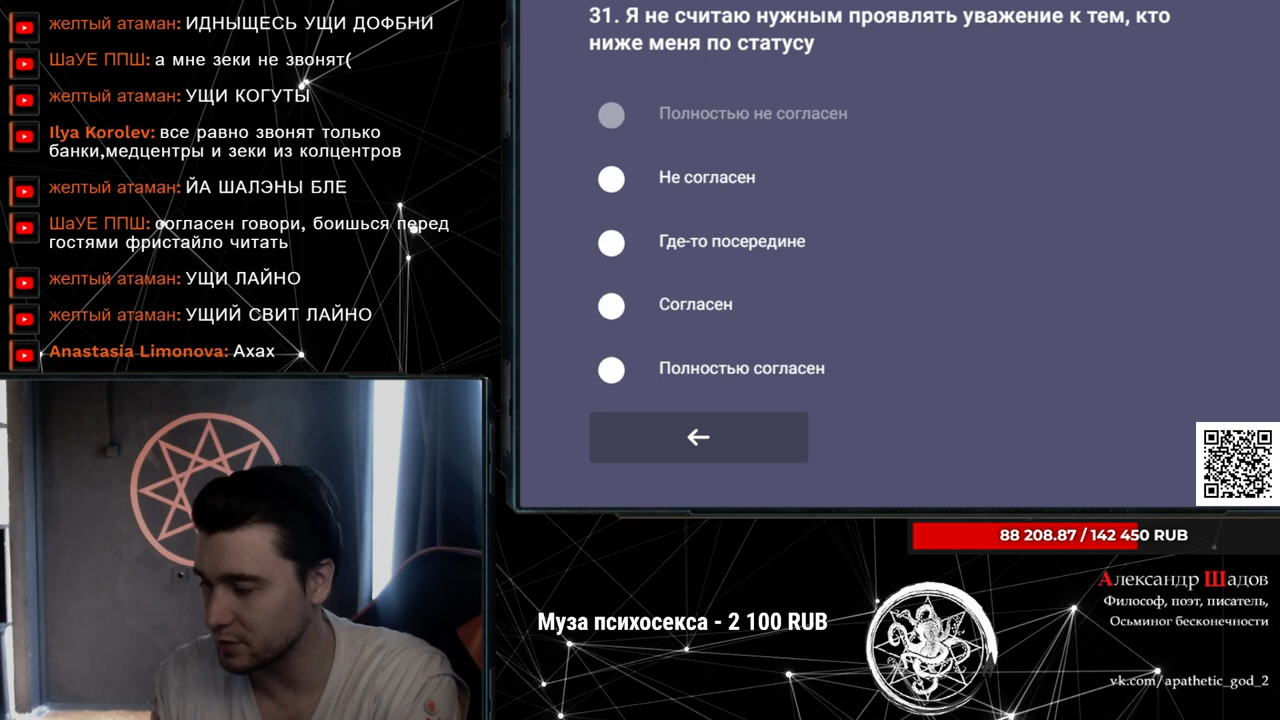 желтый атаман: ИДНЫЩЕСЬ УЩИ ДОФБНИ
ШаУЕ ППШ: а мне зеки не звонят(
желтый атаман: УЩИ КОГУТЫ
Ilya Korolev: все равно звонят только
банки,медцентры и зеки из колцентров
желтый атаман: ЙА ШАЛЭНЫ БЛЕ
ШаУЕ ППШ: согласен говори, боишься перед
гостями фристайло читать
желтый атаман: УЩИ ЛАЙНО
желтый атаман: УЩИЙ СВИТ ЛАЙНО
Anastasia Limonova: Ахах
31. Я не считаю нужным проявлять уважение к тем, кто
ниже меня по статусу
Полностью не согласен
Не согласен
Где-то посередине
Согласен
Полностью согласен
88 208.87 / 142 450 RUB
Муза психосекса - 2 100 RUB
Александр Шадов
Философ, поэт, писатель,
Осьминог бесконечности
vk.com/apathetic_god_2